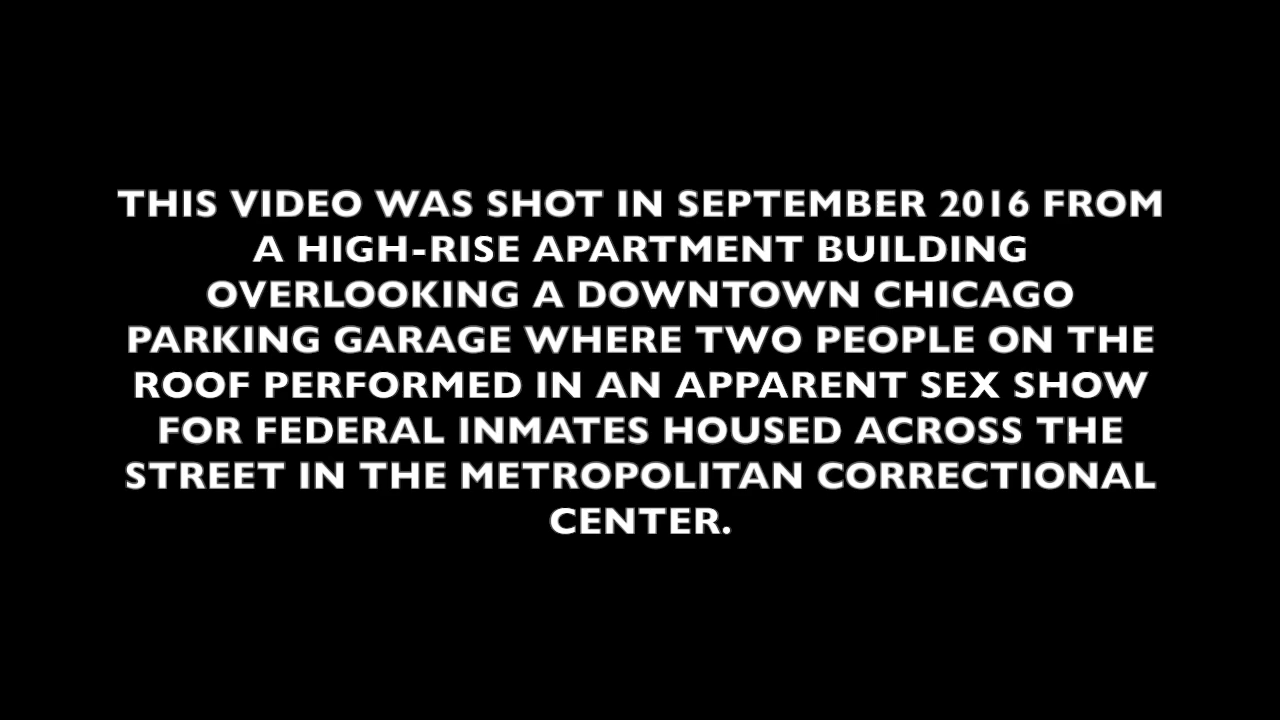 THIS VIDEO WAS SHOT IN SEPTEMBER 2016 FROM
A HIGH-RISE APARTMENT BUILDING
OVERLOOKING A DOWNTOWN CHICAGO
PARKING GARAGE WHERE TWO PEOPLE ON THE
ROOF PERFORMED IN AN APPARENT SEX SHOW
FOR FEDERAL INMATES HOUSED ACROSS THE
STREET IN THE METROPOLITAN CORRECTIONAL
CENTER.